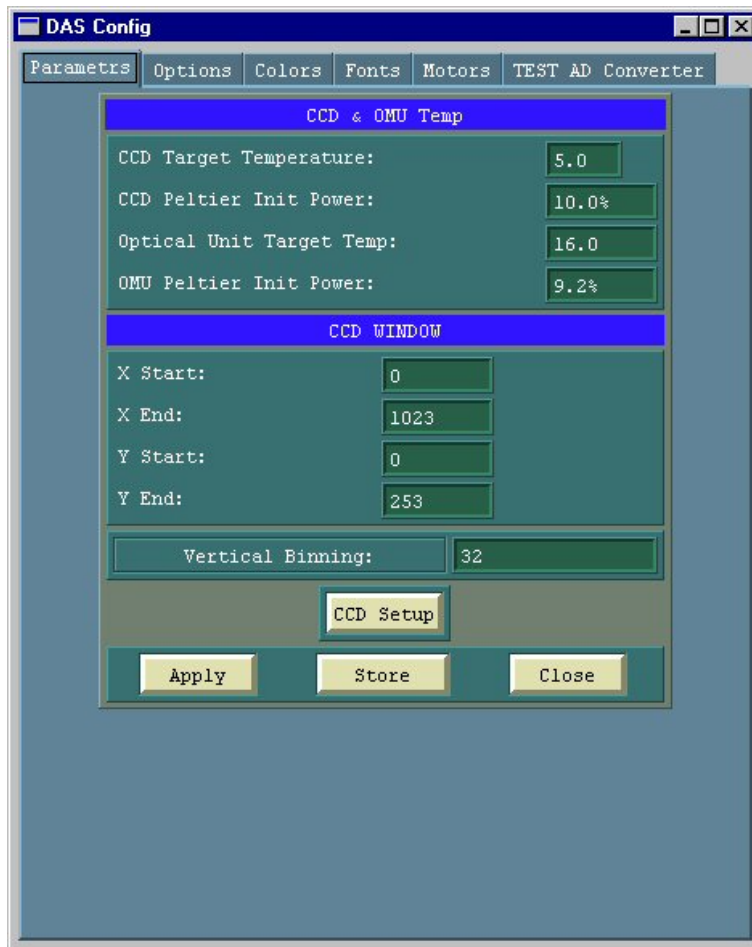 DAS Config
Parametrs Options Colors Fonts Motors TEST AD Converter
CCD & OMU Temp
CCD Target Temperature: 5.0
CCD Peltier Init Power: 10.0%
Optical Unit Target Temp: 16.0
OMU Peltier Init Power: 9.2%
CCD WINDOW
X Start: 0
X End: 1023
Y Start: 0
Y End: 253
Vertical Binning: 32
CCD Setup
Apply Store Close